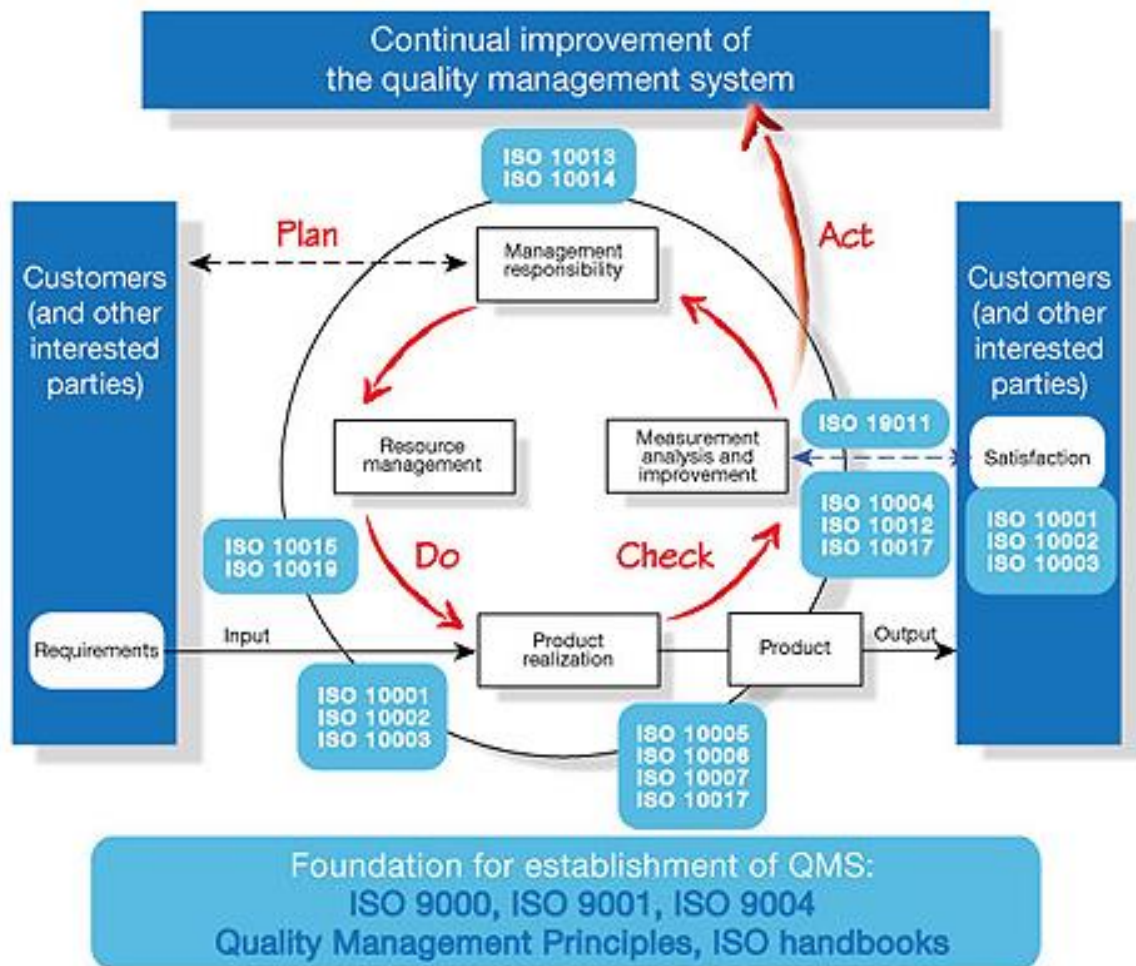 Continual improvement of
the quality management system
ISO 10013
ISO 10014
Plan
Act
Customers
(and other
interested
parties)
Management
responsibility
Customers
(and other
interested
parties)
Resource
management
Measurement
analysis and
improvement
ISO 19011
Satisfaction
ISO 10004
ISO 10012
ISO 10017
ISO 10001
ISO 10002
ISO 10003
ISO 10015
ISO 10019
Do
Check
Requirements
Input
Product
realization
Product
Output
ISO 10001
ISO 10002
ISO 10003
ISO 10005
ISO 10006
ISO 10007
ISO 10017
Foundation for establishment of QMS:
ISO 9000, ISO 9001, ISO 9004
Quality Management Principles, ISO handbooks